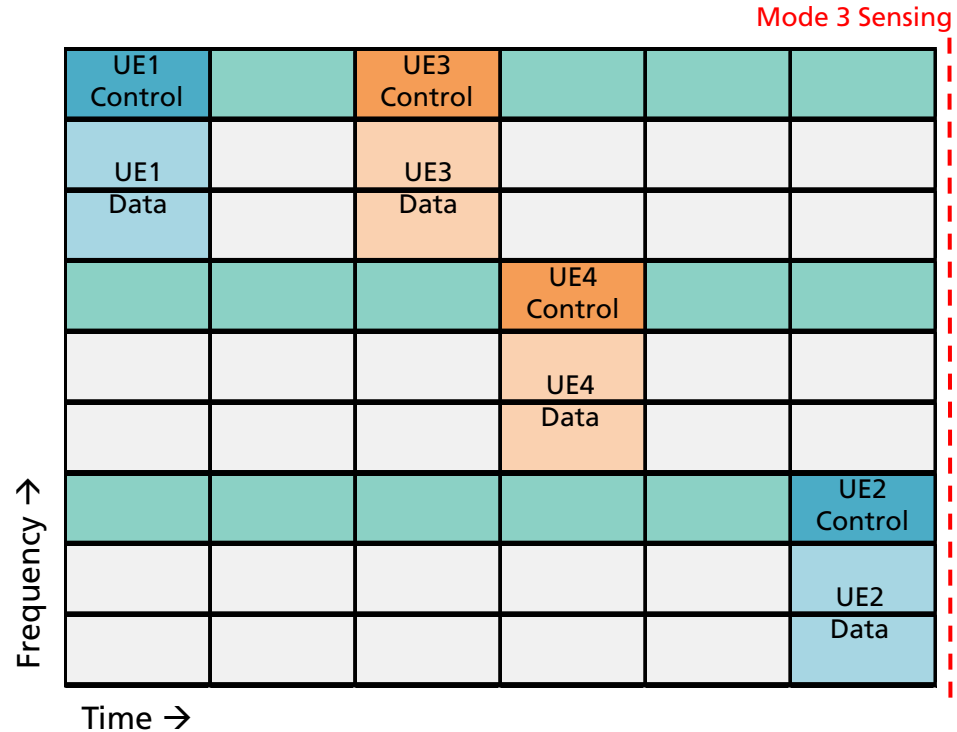 Mode 3 Sensing
UE1
Control
UE3
Control
UE1
Data
UE3
Data
UE4
Control
UE4
Data
UE2
Control
UE2
Data
Frequency →
Time →